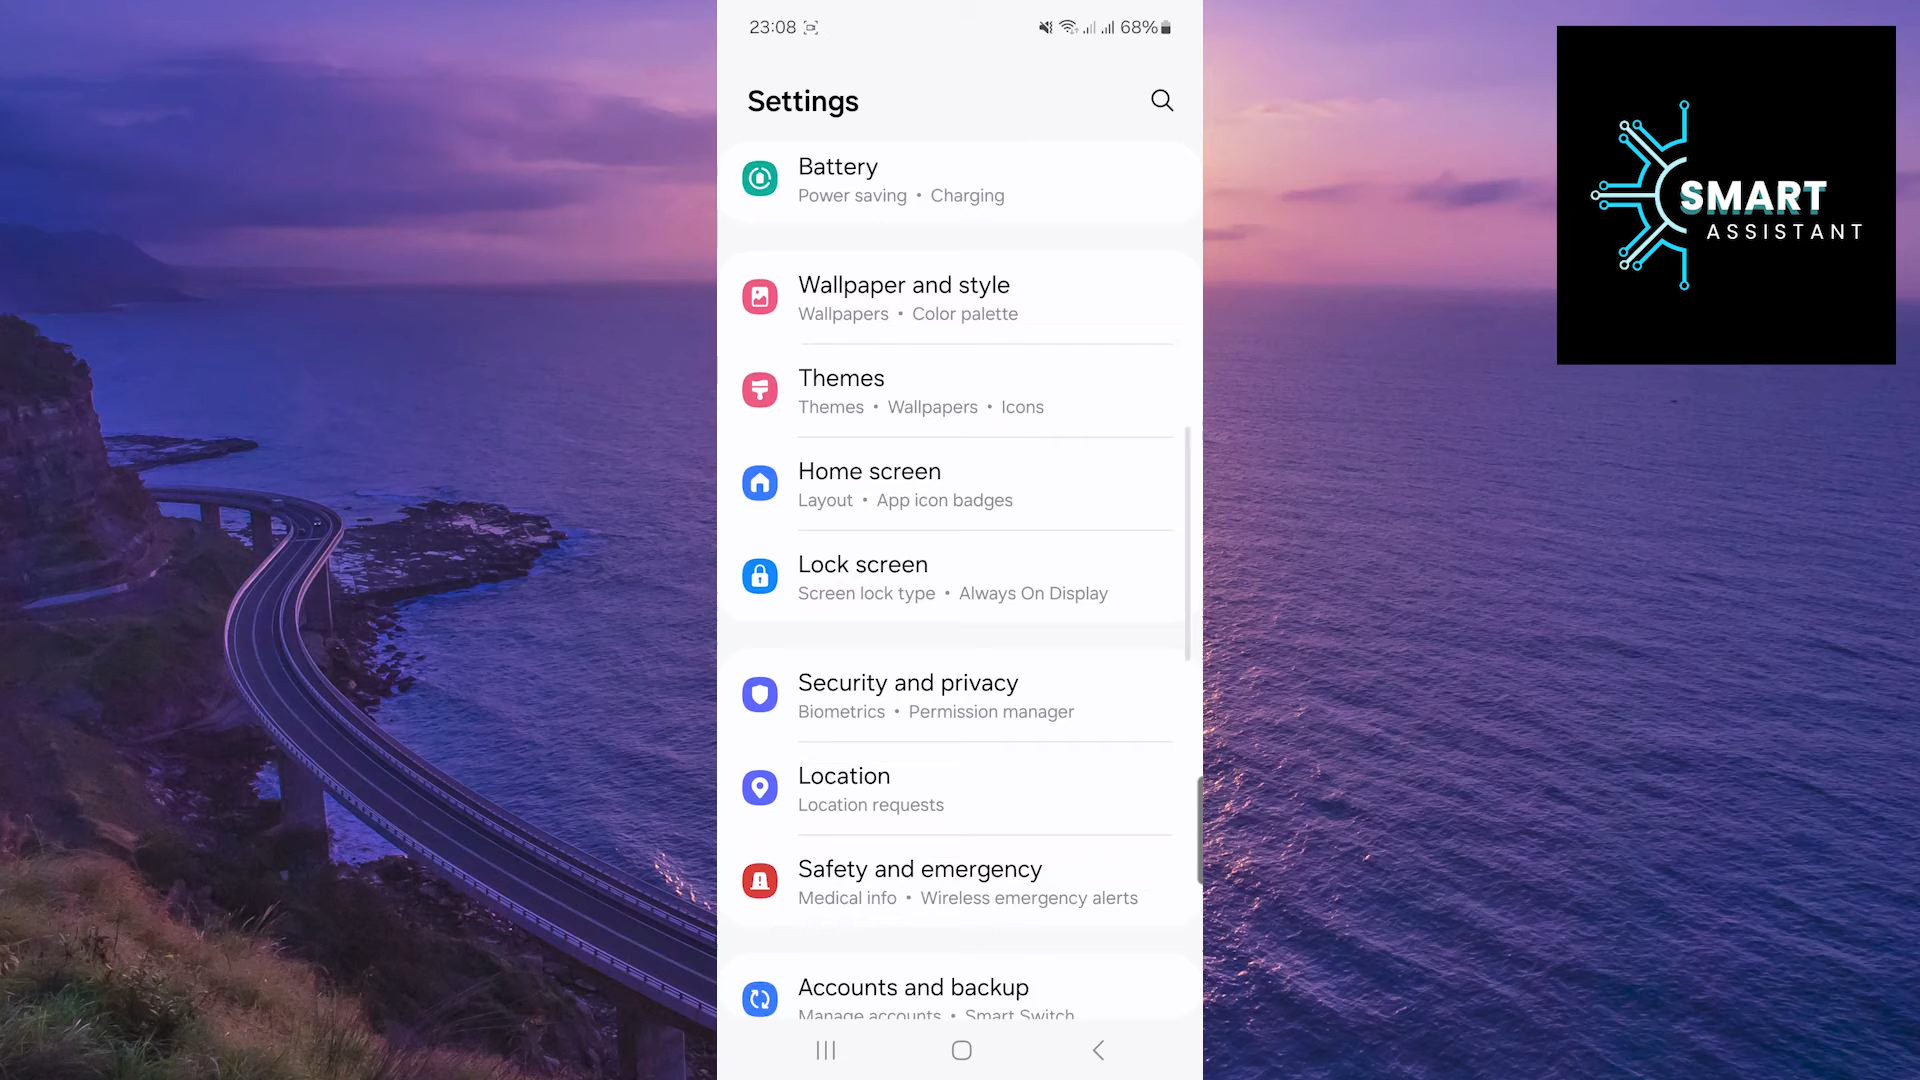 23:08
68%
Settings
Battery
Power saving • Charging
Wallpaper and style
Wallpapers • Color palette
Themes
Themes • Wallpapers • Icons
Home screen
Layout • App icon badges
Lock screen
Screen lock type • Always On Display
Security and privacy
Biometrics • Permission manager
Location
Location requests
Safety and emergency
Medical info • Wireless emergency alerts
Accounts and backup
Manage accounts • Smart Switch
SMART
ASSISTANT